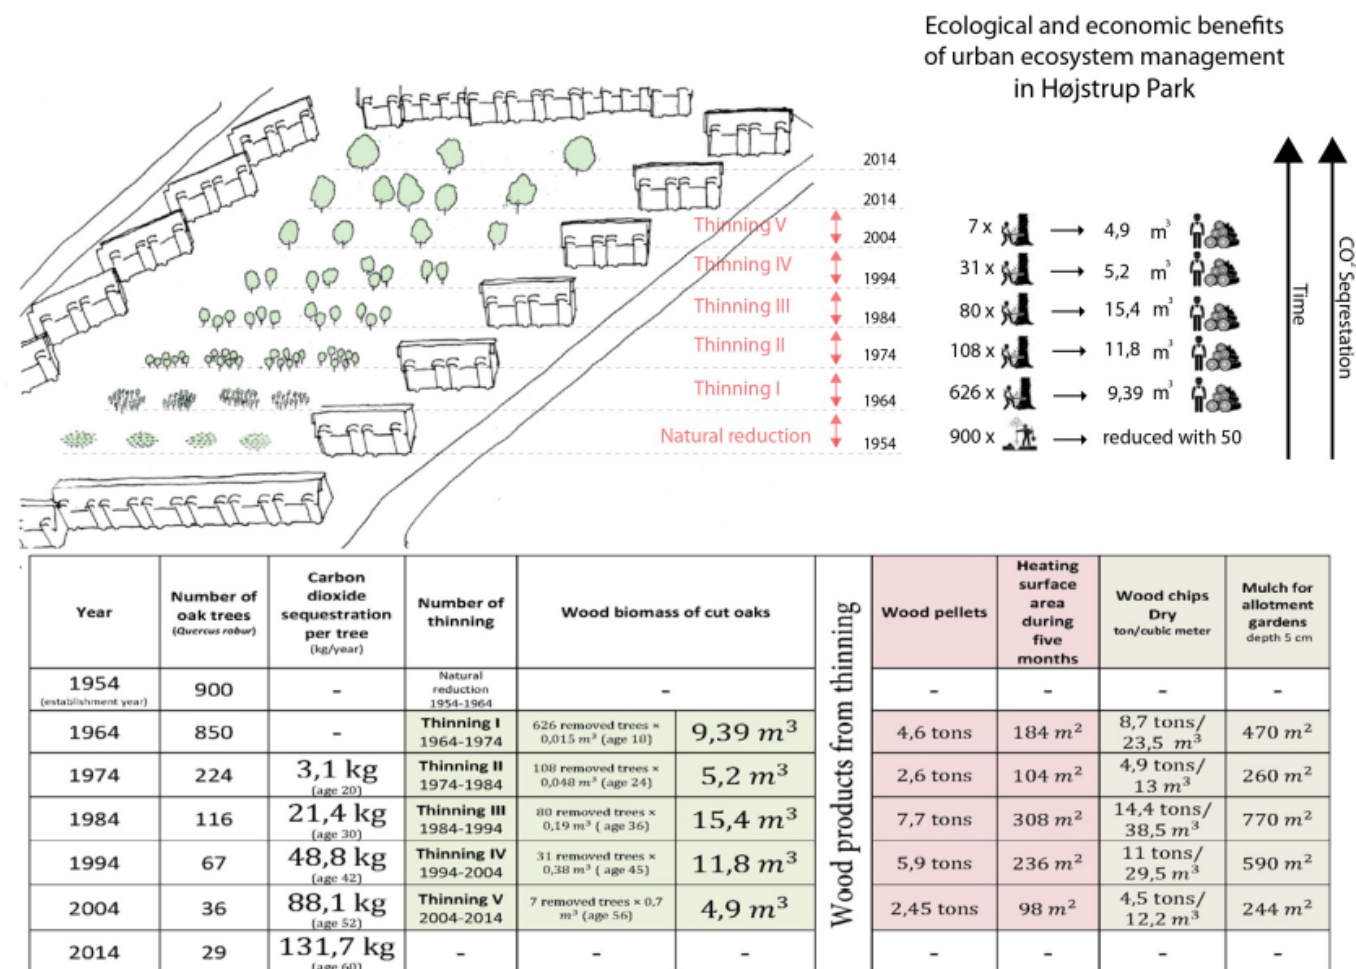 Ecological and economic benefits
of urban ecosystem management
in Højstrup Park
2014
2014
Thinning V
2004
7 x 4,9 m³
Thinning IV
1994
31 x 5,2 m³
Thinning III
1984
80 x 15,4 m³
Thinning II
1974
108 x 11,8 m³
Thinning I
1964
626 x 9,39 m³
Natural reduction
1954
900 x reduced with 50
Time
CO² Seqrestation
Year
Number of
oak trees
(Quercus robur)
Carbon
dioxide
sequestration
per tree
(kg/year)
Number of
thinning
Wood biomass of cut oaks
Wood products from thinning
Wood pellets
Heating
surface
area
during
five
months
Wood chips
Dry
ton/cubic meter
Mulch for
allotment
gardens
depth 5 cm
1954
(establishment year)
900
-
Natural
reduction
1954-1964
-
-
-
-
-
1964
850
-
Thinning I
1964-1974
626 removed trees ×
0,015 m³ (age 18)
9,39 m³
4,6 tons
184 m²
8,7 tons/
23,5 m³
470 m²
1974
224
3,1 kg
(age 20)
Thinning II
1974-1984
108 removed trees ×
0,048 m³ (age 24)
5,2 m³
2,6 tons
104 m²
4,9 tons/
13 m³
260 m²
1984
116
21,4 kg
(age 30)
Thinning III
1984-1994
80 removed trees ×
0,19 m³ ( age 36)
15,4 m³
7,7 tons
308 m²
14,4 tons/
38,5 m³
770 m²
1994
67
48,8 kg
(age 42)
Thinning IV
1994-2004
31 removed trees ×
0,38 m³ ( age 45)
11,8 m³
5,9 tons
236 m²
11 tons/
29,5 m³
590 m²
2004
36
88,1 kg
(age 52)
Thinning V
2004-2014
7 removed trees × 0,7
m³ (age 56)
4,9 m³
2,45 tons
98 m²
4,5 tons/
12,2 m³
244 m²
2014
29
131,7 kg
(age 60)
-
-
-
-
-
-
-